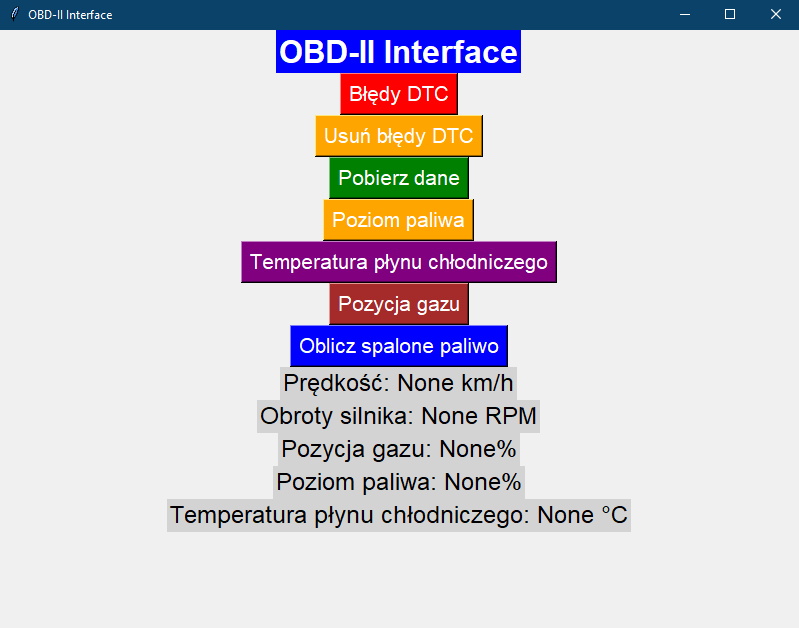 OBD-II Interface
OBD-II Interface
Błędy DTC
Usuń błędy DTC
Pobierz dane
Poziom paliwa
Temperatura płynu chłodniczego
Pozycja gazu
Oblicz spalone paliwo
Prędkość: None km/h
Obroty silnika: None RPM
Pozycja gazu: None%
Poziom paliwa: None%
Temperatura płynu chłodniczego: None °C